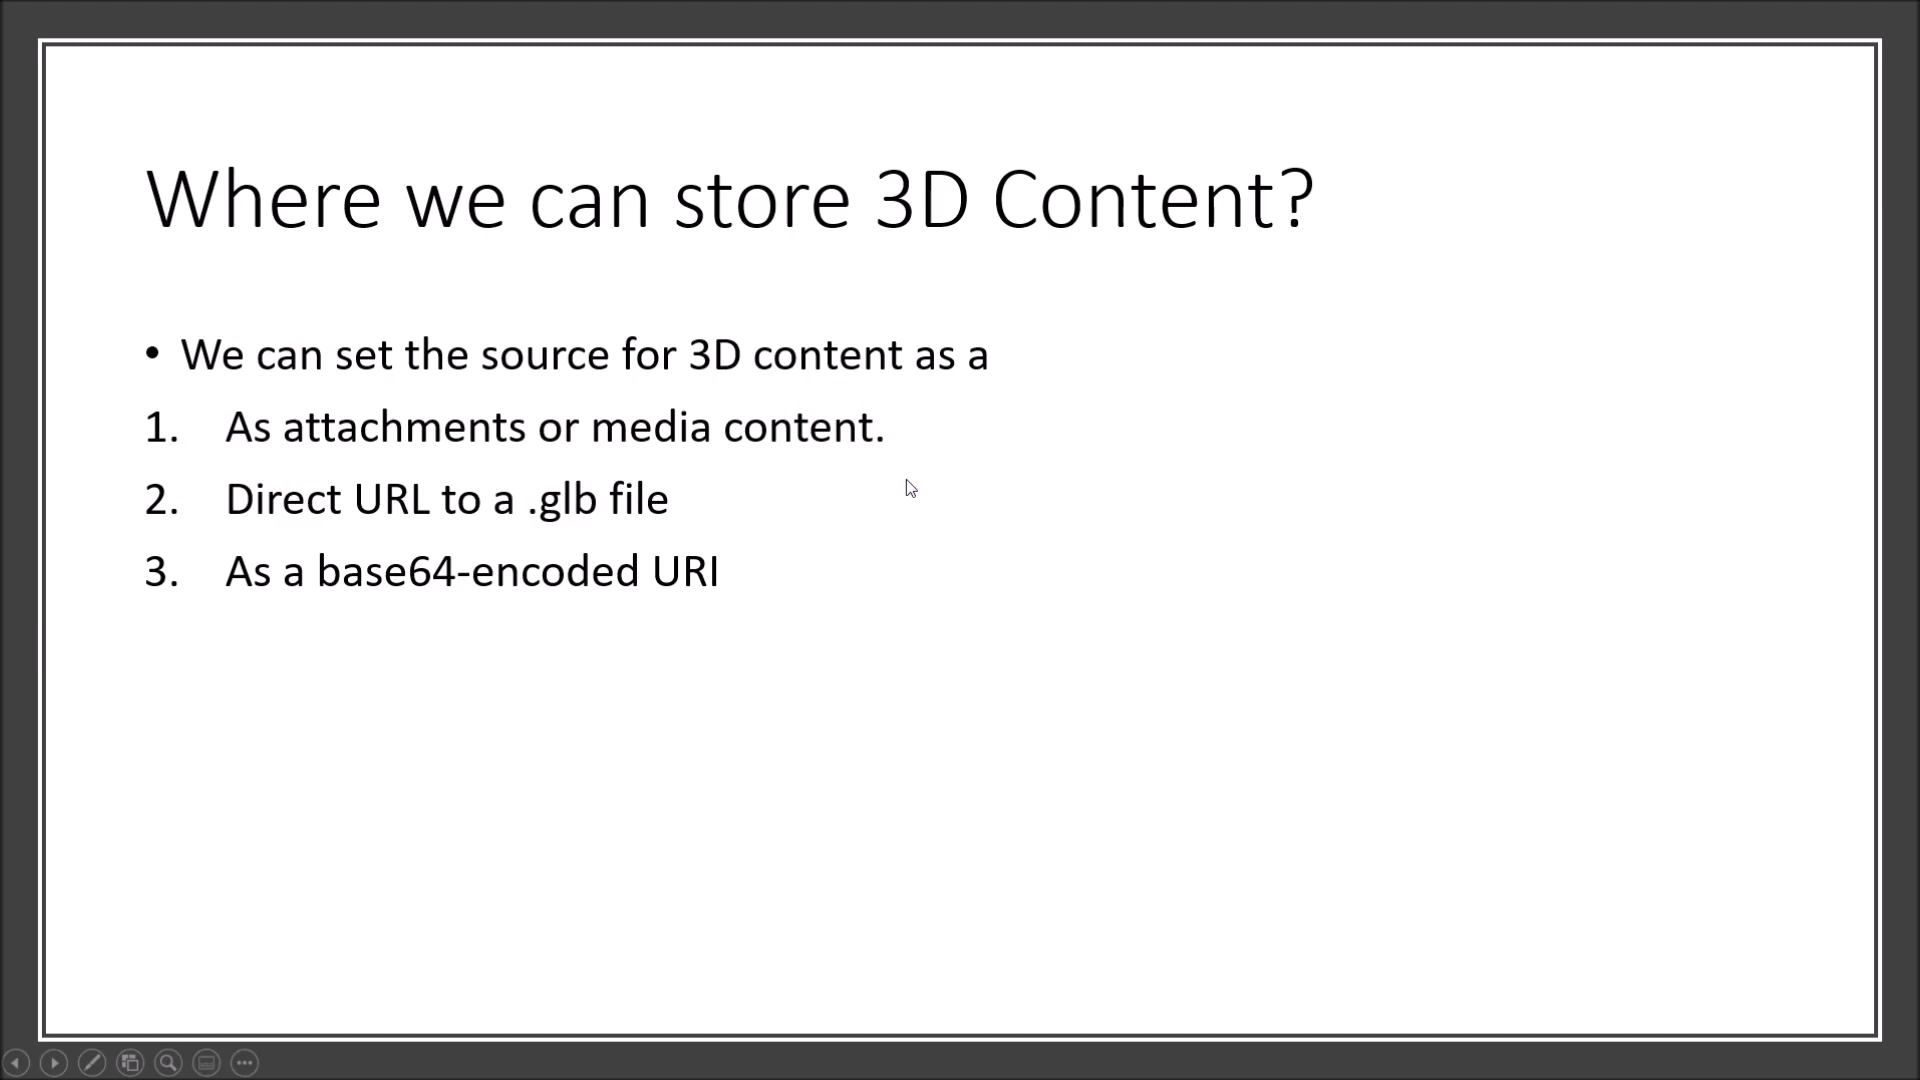 Where we can store 3D Content?
• We can set the source for 3D content as a
1. As attachments or media content.
2. Direct URL to a .glb file
3. As a base64-encoded URI